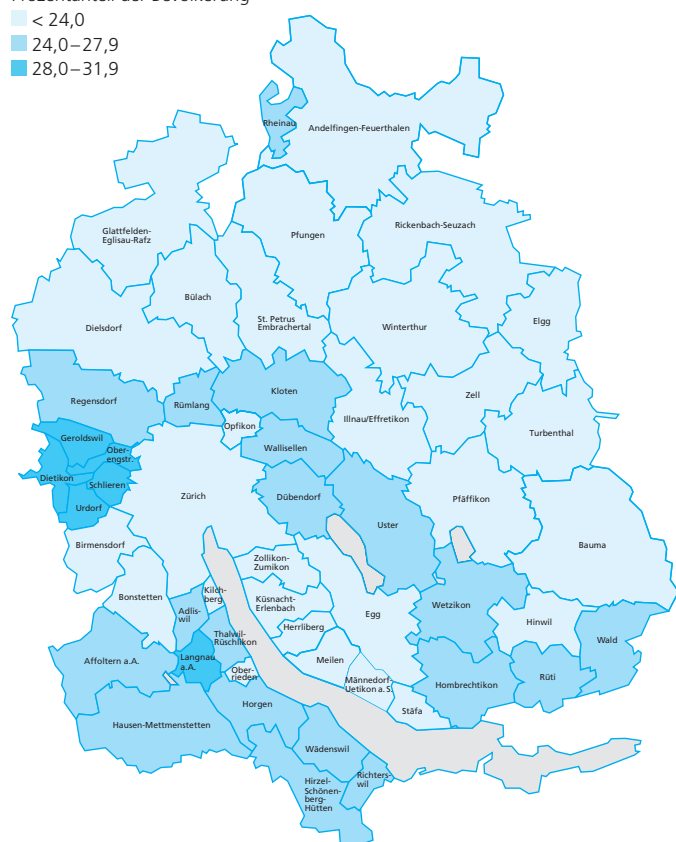 Prozentanteil der Bevölkerung
< 24,0
24,0–27,9
28,0–31,9
Rheinau
Andelfingen-Feuerthalen
Glattfelden-
Eglisau-Rafz
Pfungen
Rickenbach-Seuzach
Bülach
Dielsdorf
St. Petrus
Embrachertal
Winterthur
Elgg
Regensdorf
Rümlang
Kloten
Zell
Illnau/Effretikon
Opfikon
Turbenthal
Geroldswil
Ober-
engstr.
Wallisellen
Dietikon
Schlieren
Zürich
Dübendorf
Pfäffikon
Urdorf
Uster
Birmensdorf
Bauma
Zollikon-
Zumikon
Bonstetten
Kilch-
berg
Küsnacht-
Erlenbach
Adlis-
wil
Egg
Wetzikon
Hinwil
Herrliberg
Thalwil-
Rüschlikon
Wald
Affoltern a.A.
Langnau
a.A.
Meilen
Ober-
rieden
Männedorf-
Uetikon a. S.
Hombrechtikon
Rüti
Stäfa
Horgen
Hausen-Mettmenstetten
Wädenswil
Richters-
wil
Hirzel-
Schönen-
berg-
Hütten